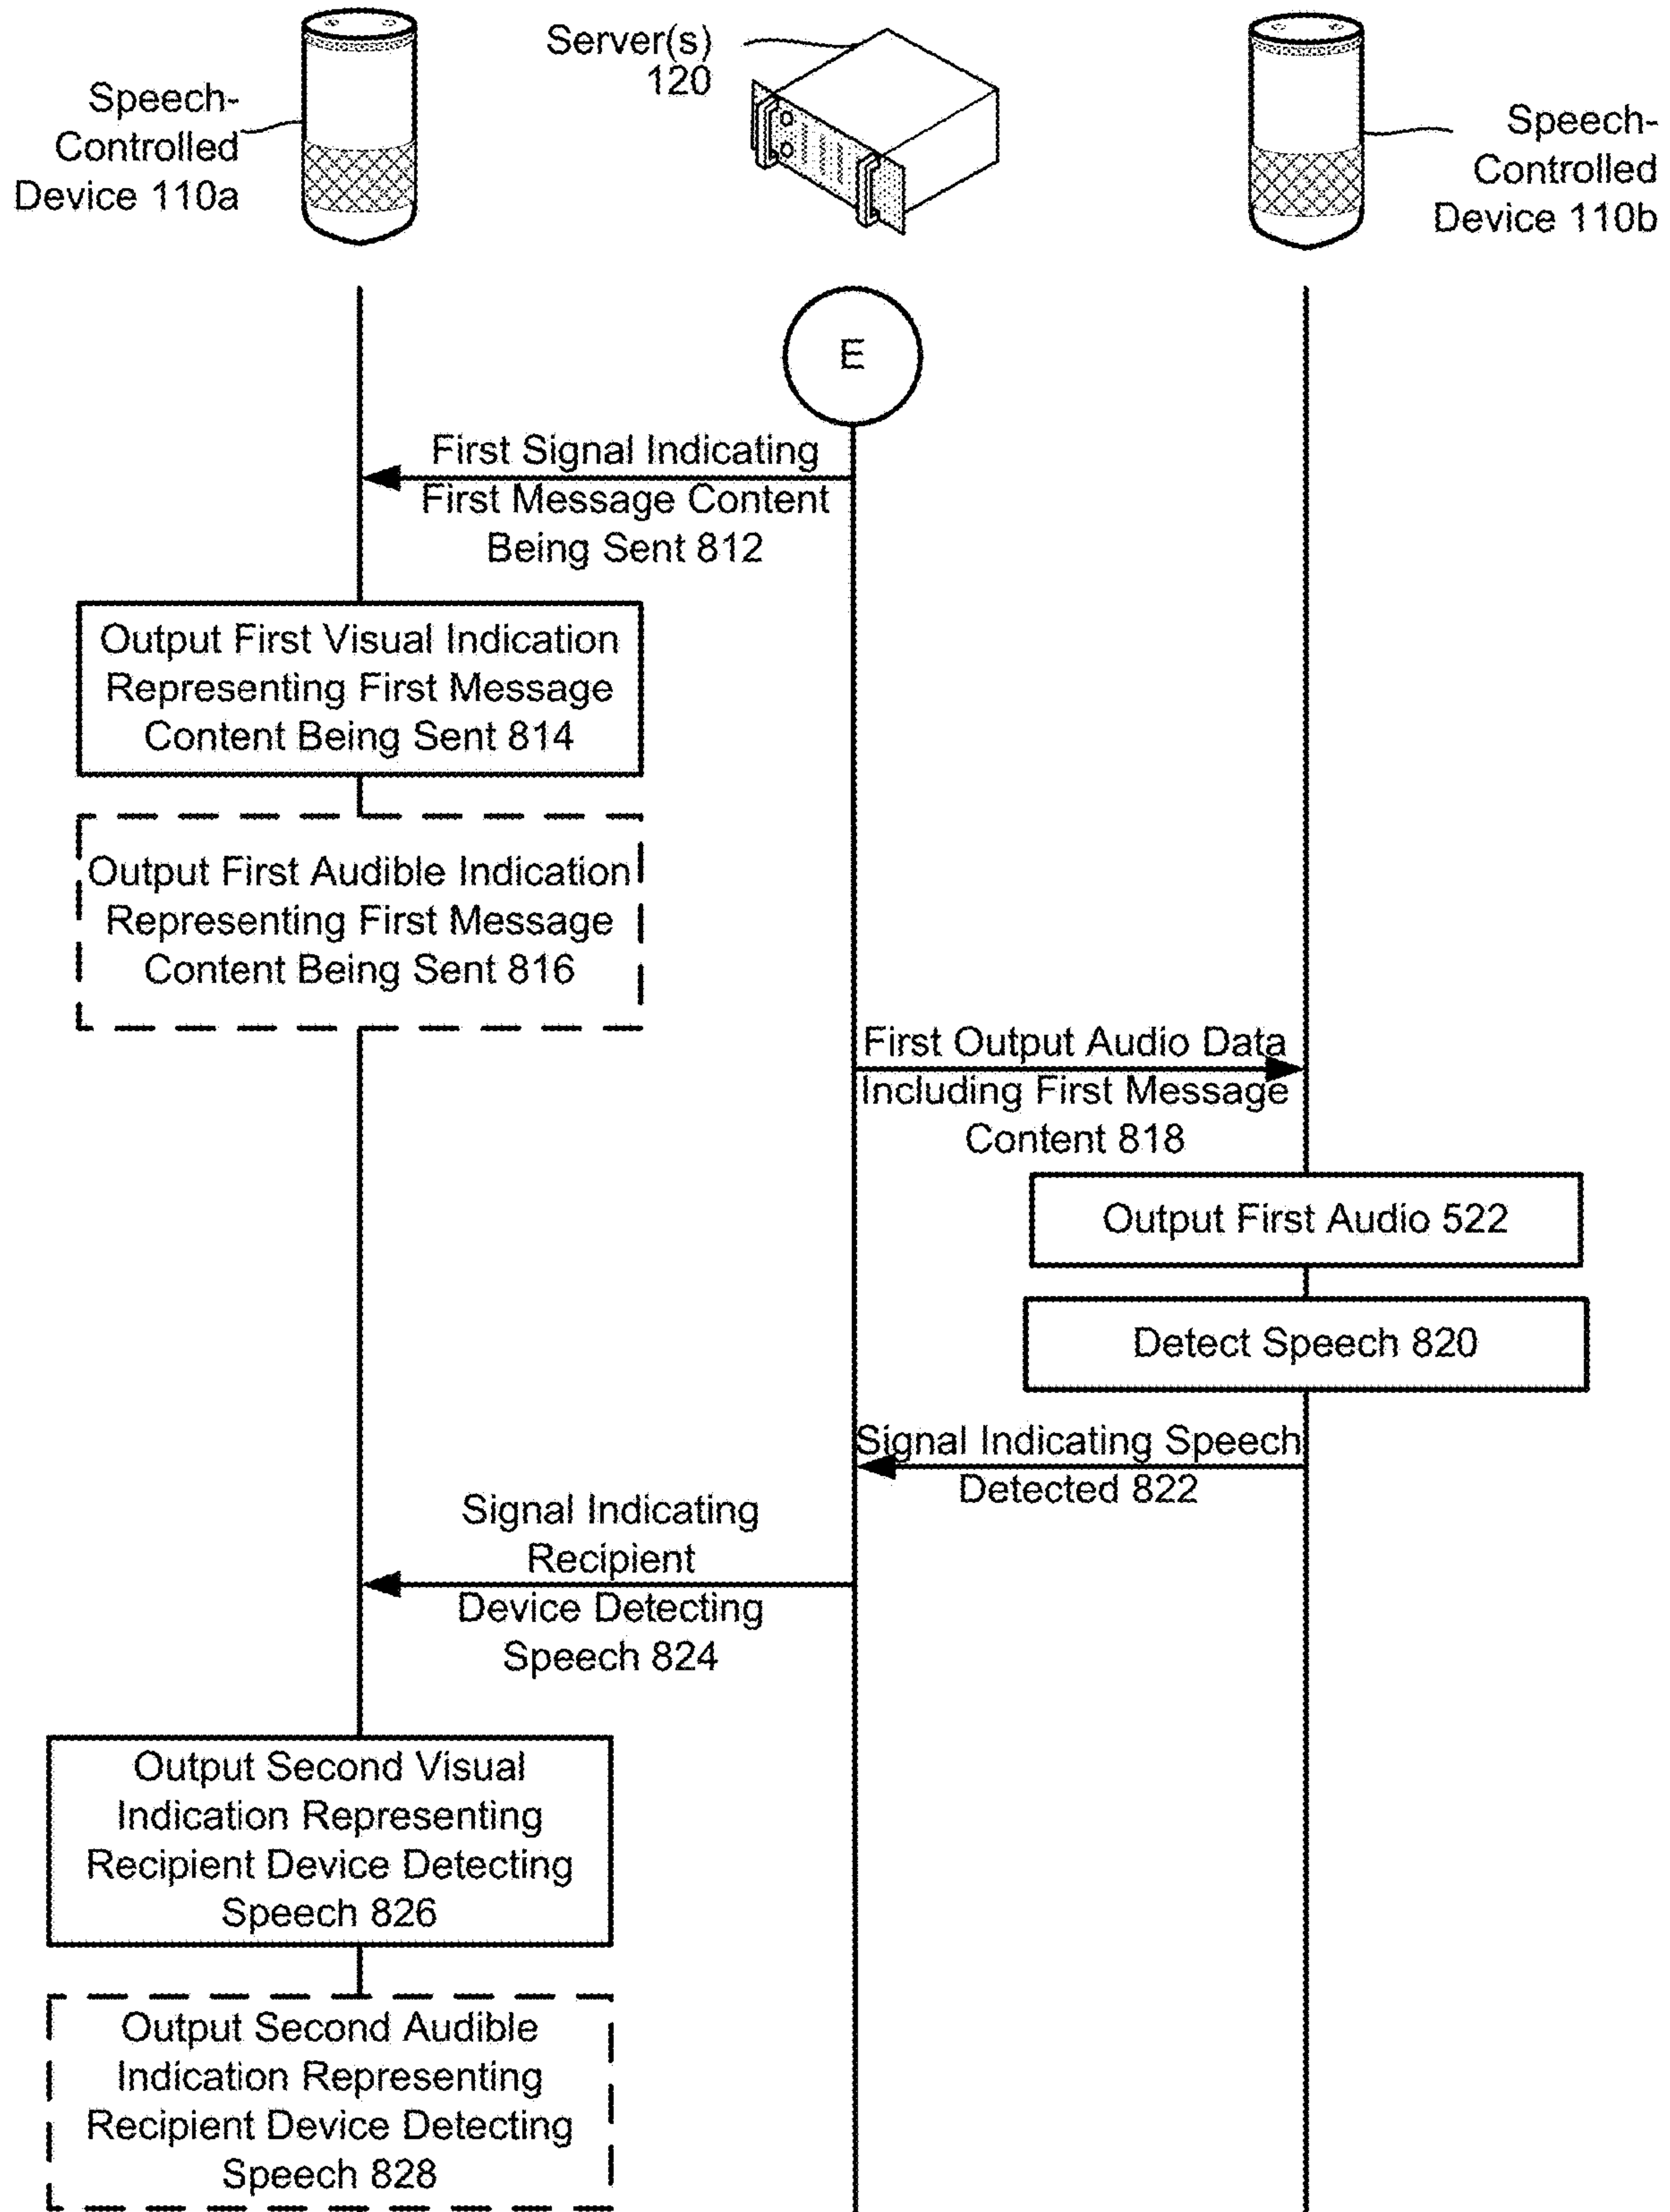 Speech-
Controlled
Device 110a
Server(s)
120
Speech-
Controlled
Device 110b
E
First Signal Indicating
First Message Content
Being Sent 812
Output First Visual Indication
Representing First Message
Content Being Sent 814
Output First Audible Indication
Representing First Message
Content Being Sent 816
First Output Audio Data
Including First Message
Content 818
Output First Audio 522
Detect Speech 820
Signal Indicating Speech
Detected 822
Signal Indicating
Recipient
Device Detecting
Speech 824
Output Second Visual
Indication Representing
Recipient Device Detecting
Speech 826
Output Second Audible
Indication Representing
Recipient Device Detecting
Speech 828